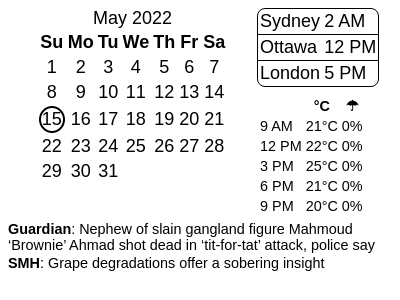 May 2022
Su Mo Tu We Th Fr Sa
1 2 3 4 5 6 7
8 9 10 11 12 13 14
15 16 17 18 19 20 21
22 23 24 25 26 27 28
29 30 31
Sydney 2 AM
Ottawa 12 PM
London 5 PM
°C ☂
9 AM 21°C 0%
12 PM 22°C 0%
3 PM 25°C 0%
6 PM 21°C 0%
9 PM 20°C 0%
Guardian: Nephew of slain gangland figure Mahmoud
‘Brownie’ Ahmad shot dead in ‘tit-for-tat’ attack, police say
SMH: Grape degradations offer a sobering insight